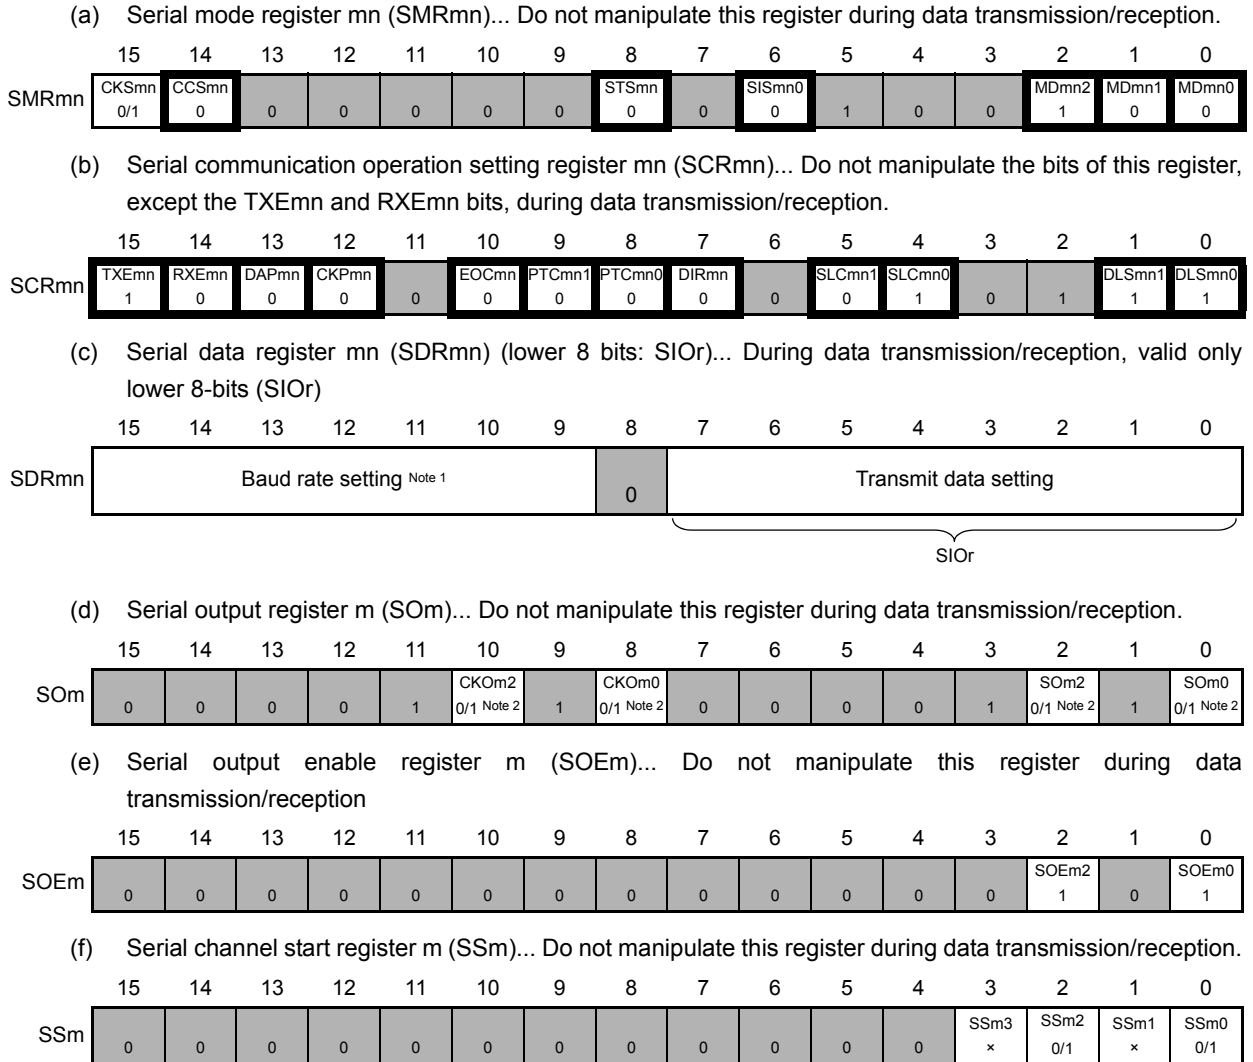 (a) Serial mode register mn (SMRmn)... Do not manipulate this register during data transmission/reception.
15 14 13 12 11 10 9 8 7 6 5 4 3 2 1 0
SMRmn CKSmn CCSmn STSmn SISmn0 MDmn2 MDmn1 MDmn0
0/1 0 0 0 0 0 0 0 0 0 1 0 0 1 0 0
(b) Serial communication operation setting register mn (SCRmn)... Do not manipulate the bits of this register,
except the TXEmn and RXEmn bits, during data transmission/reception.
15 14 13 12 11 10 9 8 7 6 5 4 3 2 1 0
SCRmn TXEmn RXEmn DAPmn CKPmn EOCmn PTCmn1 PTCmn0 DIRmn SLCmn1 SLCmn0 DLSmn1 DLSmn0
1 0 0 0 0 0 0 0 0 0 0 1 0 1 1 1
(c) Serial data register mn (SDRmn) (lower 8 bits: SIOr)... During data transmission/reception, valid only
lower 8-bits (SIOr)
15 14 13 12 11 10 9 8 7 6 5 4 3 2 1 0
SDRmn Baud rate setting Note 1 0 Transmit data setting
SIOr
(d) Serial output register m (SOm)... Do not manipulate this register during data transmission/reception.
15 14 13 12 11 10 9 8 7 6 5 4 3 2 1 0
SOm CKOm2 CKOm0 SOm2 SOm0
0 0 0 0 1 0/1 Note 2 1 0/1 Note 2 0 0 0 0 1 0/1 Note 2 1 0/1 Note 2
(e) Serial output enable register m (SOEm)... Do not manipulate this register during data
transmission/reception
15 14 13 12 11 10 9 8 7 6 5 4 3 2 1 0
SOEm SOEm2 SOEm0
0 0 0 0 0 0 0 0 0 0 0 0 0 1 0 1
(f) Serial channel start register m (SSm)... Do not manipulate this register during data transmission/reception.
15 14 13 12 11 10 9 8 7 6 5 4 3 2 1 0
SSm SSm3 SSm2 SSm1 SSm0
0 0 0 0 0 0 0 0 0 0 0 0 × 0/1 × 0/1